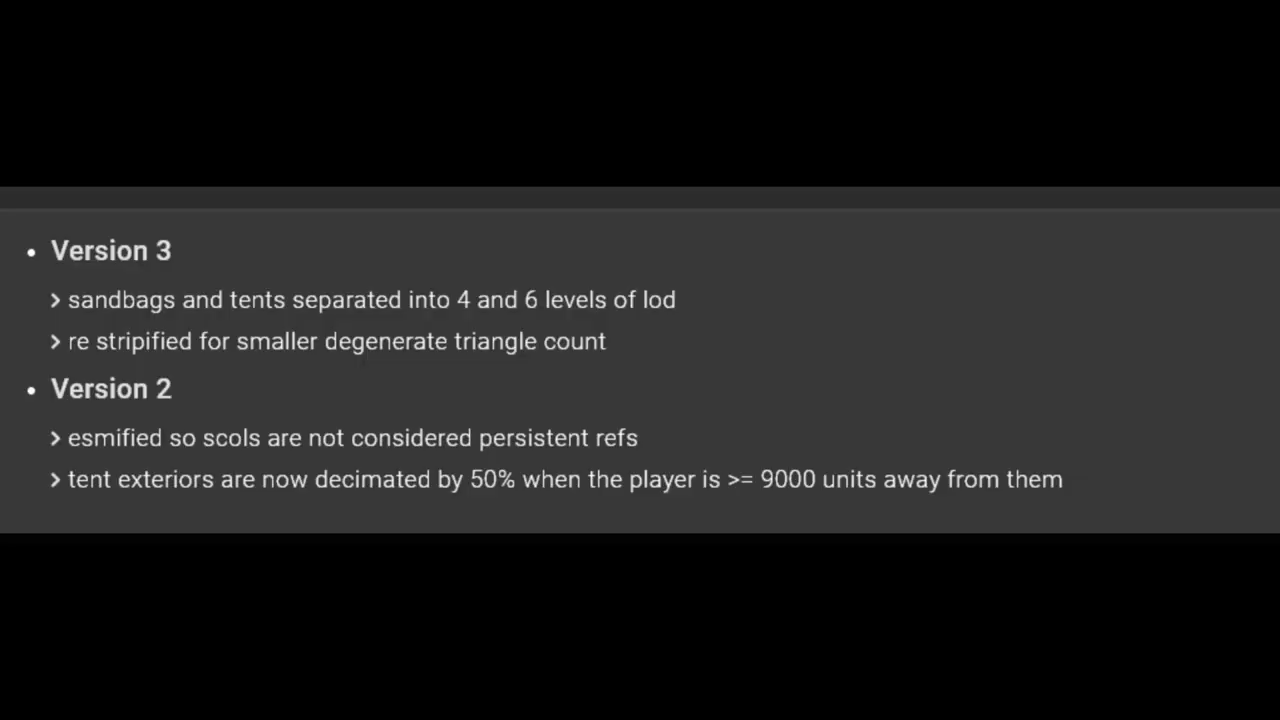 • Version 3
> sandbags and tents separated into 4 and 6 levels of lod
> re stripified for smaller degenerate triangle count
• Version 2
> esmified so scols are not considered persistent refs
> tent exteriors are now decimated by 50% when the player is >= 9000 units away from them